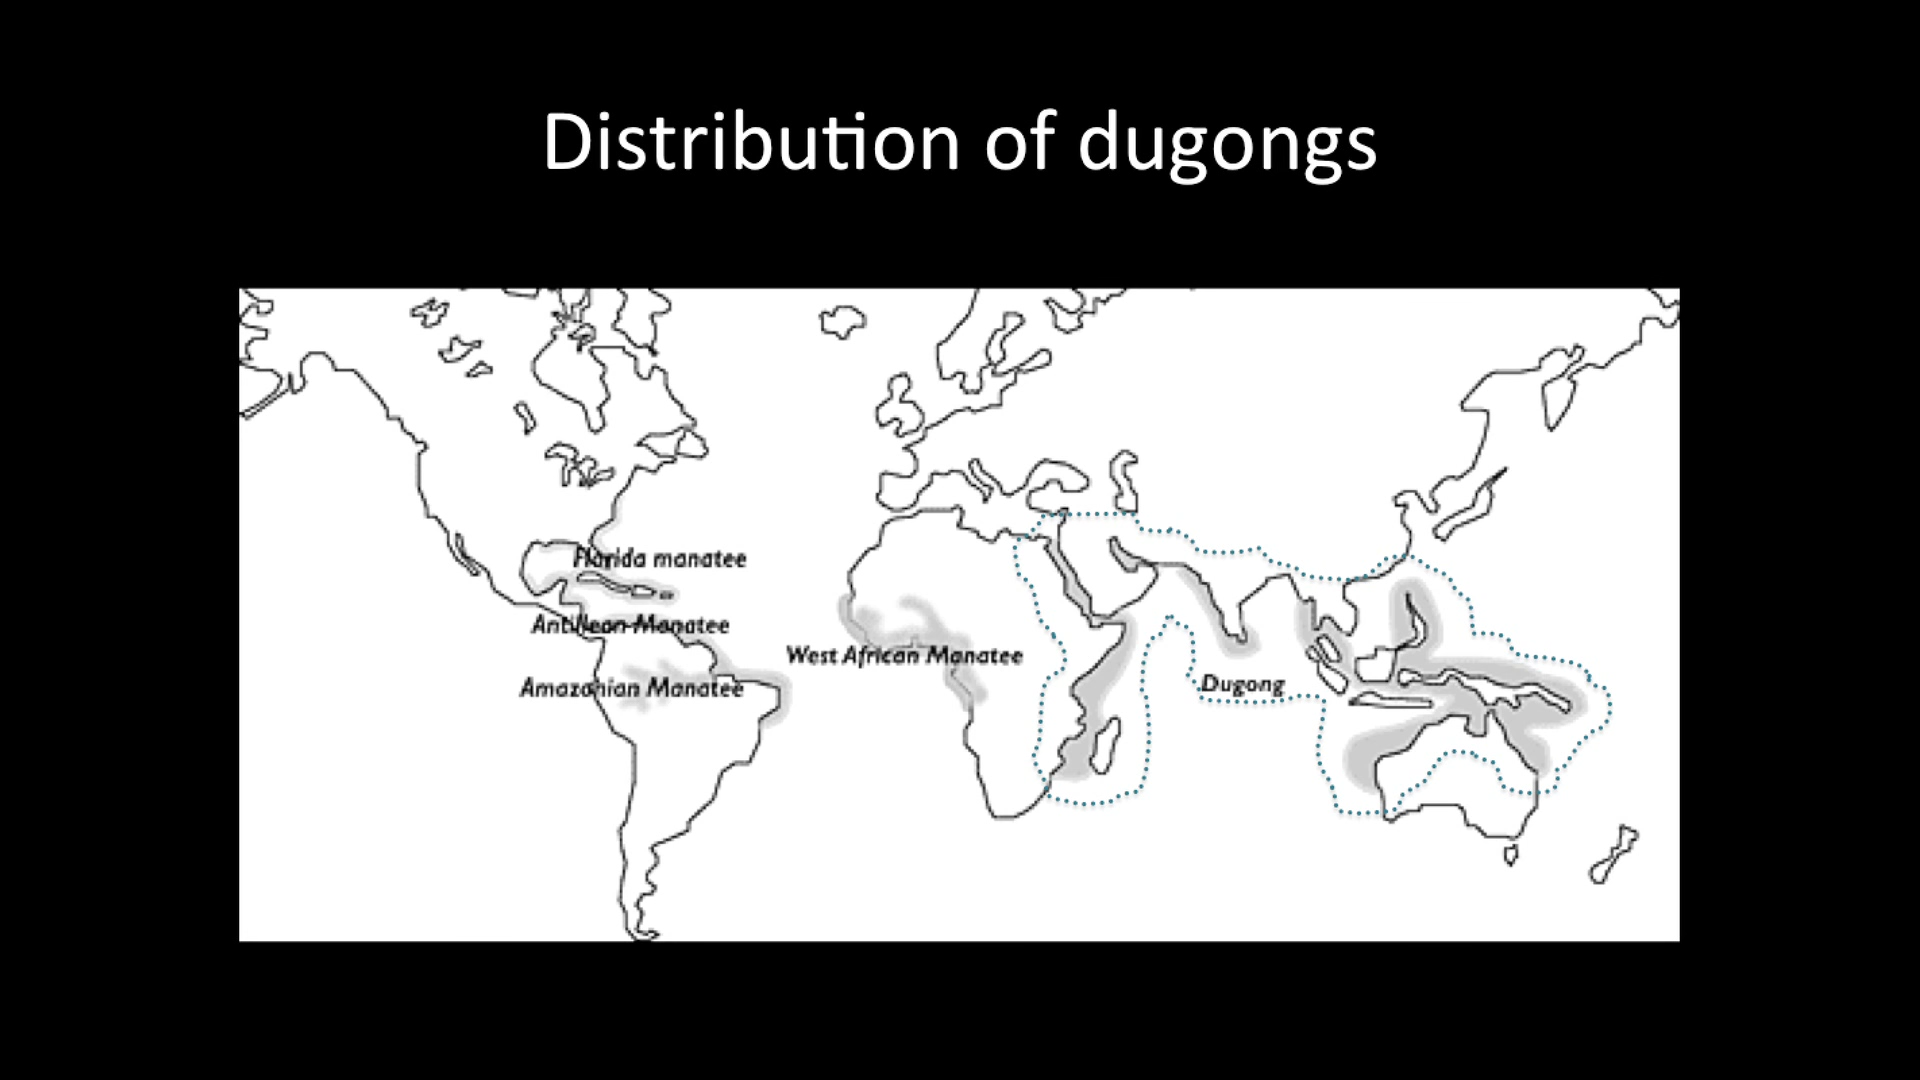 Distribution of dugongs
Florida manatee
Antillean Manatee
West African Manatee
Dugong
Amazonian Manatee